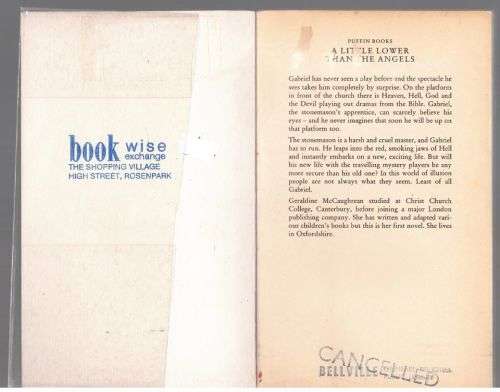 book wise
exchange
THE SHOPPING VILLAGE
HIGH STREET, ROSENPARK
PUFFIN BOOKS
A LITTLE LOWER
THAN THE ANGELS
Gabriel has never seen a play before and the spectacle he
sees takes him completely by surprise. On the platform
in front of the church there is Heaven, Hell, God and
the Devil playing out dramas from the Bible. Gabriel,
the stonemason's apprentice, can scarcely believe his
eyes – and he never imagines that soon he will be up on
that platform too.
The stonemason is a harsh and cruel master, and Gabriel
has to run. He leaps into the red, smoking jaws of Hell
and instantly embarks on a new, exciting life. But will
his new life with the travelling mystery players be any
more secure than his old one? In this world of illusion
people are not always what they seem. Least of all
Gabriel.
Geraldine McCaughrean studied at Christ Church
College, Canterbury, before joining a major London
publishing company. She has written and adapted vari-
ous children's books but this is her first novel. She lives
in Oxfordshire.
CANCELLED
BELLVILLE